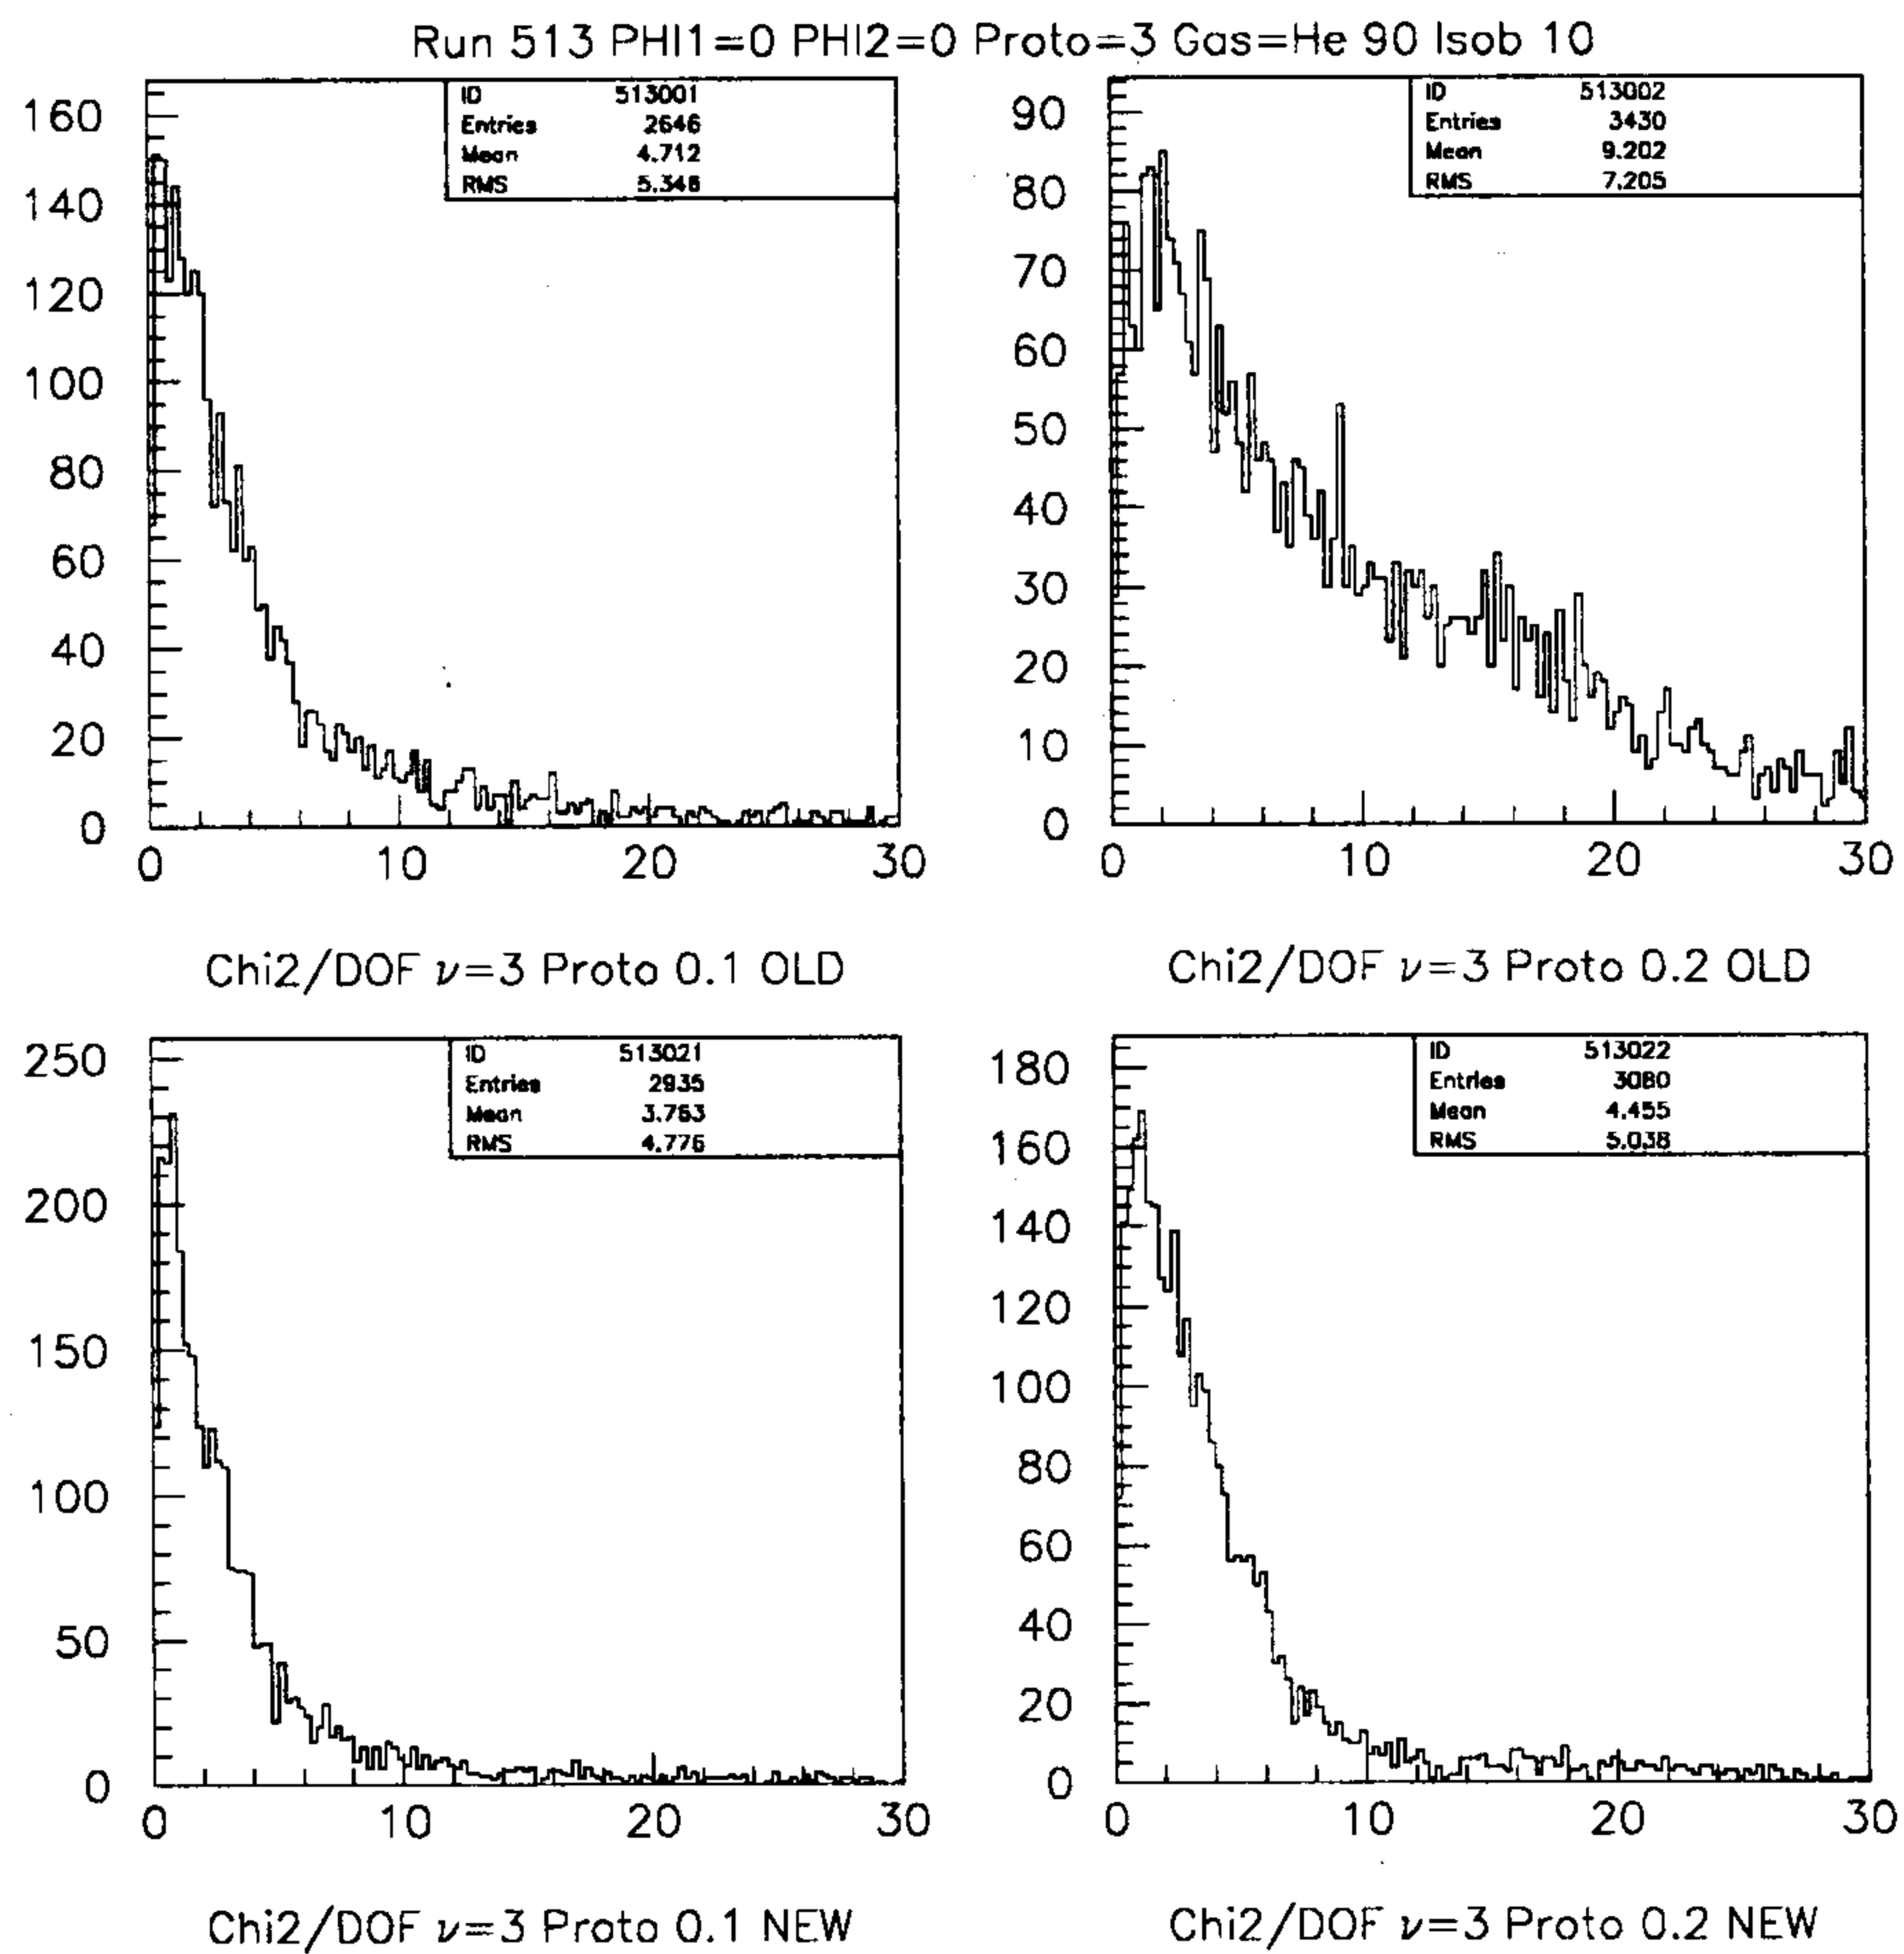 Run 513 PHI1=0 PHI2=0 Proto=3 Gas=He 90 Isob 10
ID 513001
Entries 2646
Mean 4.712
RMS 5.346
160
140
120
100
80
60
40
20
0
0 10 20 30
Chi2/DOF ν=3 Proto 0.1 OLD
ID 513002
Entries 3430
Mean 9.202
RMS 7.205
90
80
70
60
50
40
30
20
10
0
0 10 20 30
Chi2/DOF ν=3 Proto 0.2 OLD
ID 513021
Entries 2935
Mean 3.763
RMS 4.776
250
200
150
100
50
0
0 10 20 30
Chi2/DOF ν=3 Proto 0.1 NEW
ID 513022
Entries 3080
Mean 4.455
RMS 5.038
180
160
140
120
100
80
60
40
20
0
0 10 20 30
Chi2/DOF ν=3 Proto 0.2 NEW